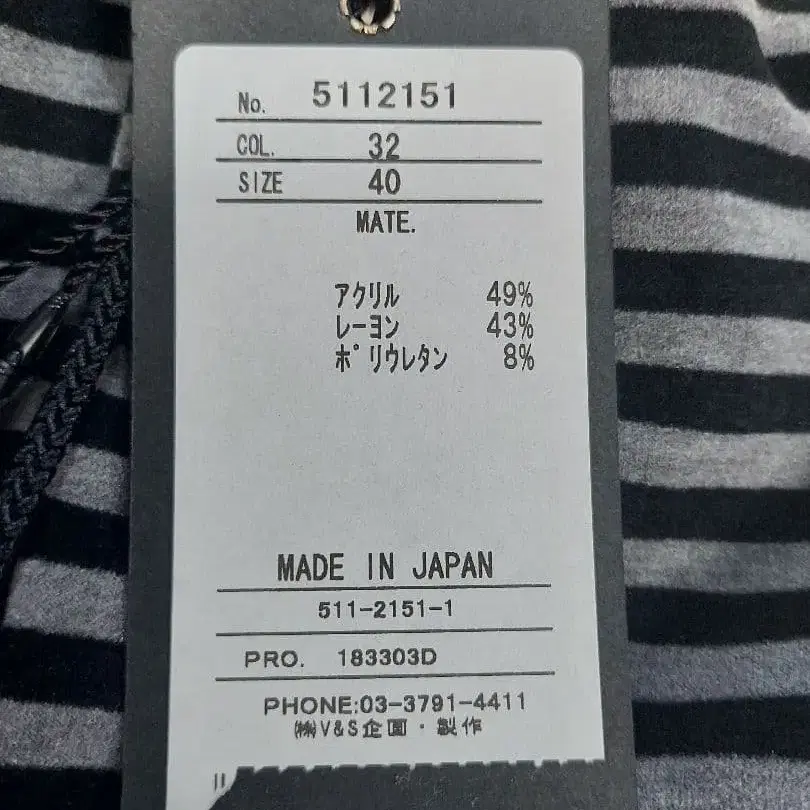 No. 5112151
COL. 32
SIZE 40
MATE.
アクリル 49%
レーヨン 43%
ポリウレタン 8%
MADE IN JAPAN
511-2151-1
PRO. 183303D
PHONE:03-3791-4411
㈱V&S企画・製作